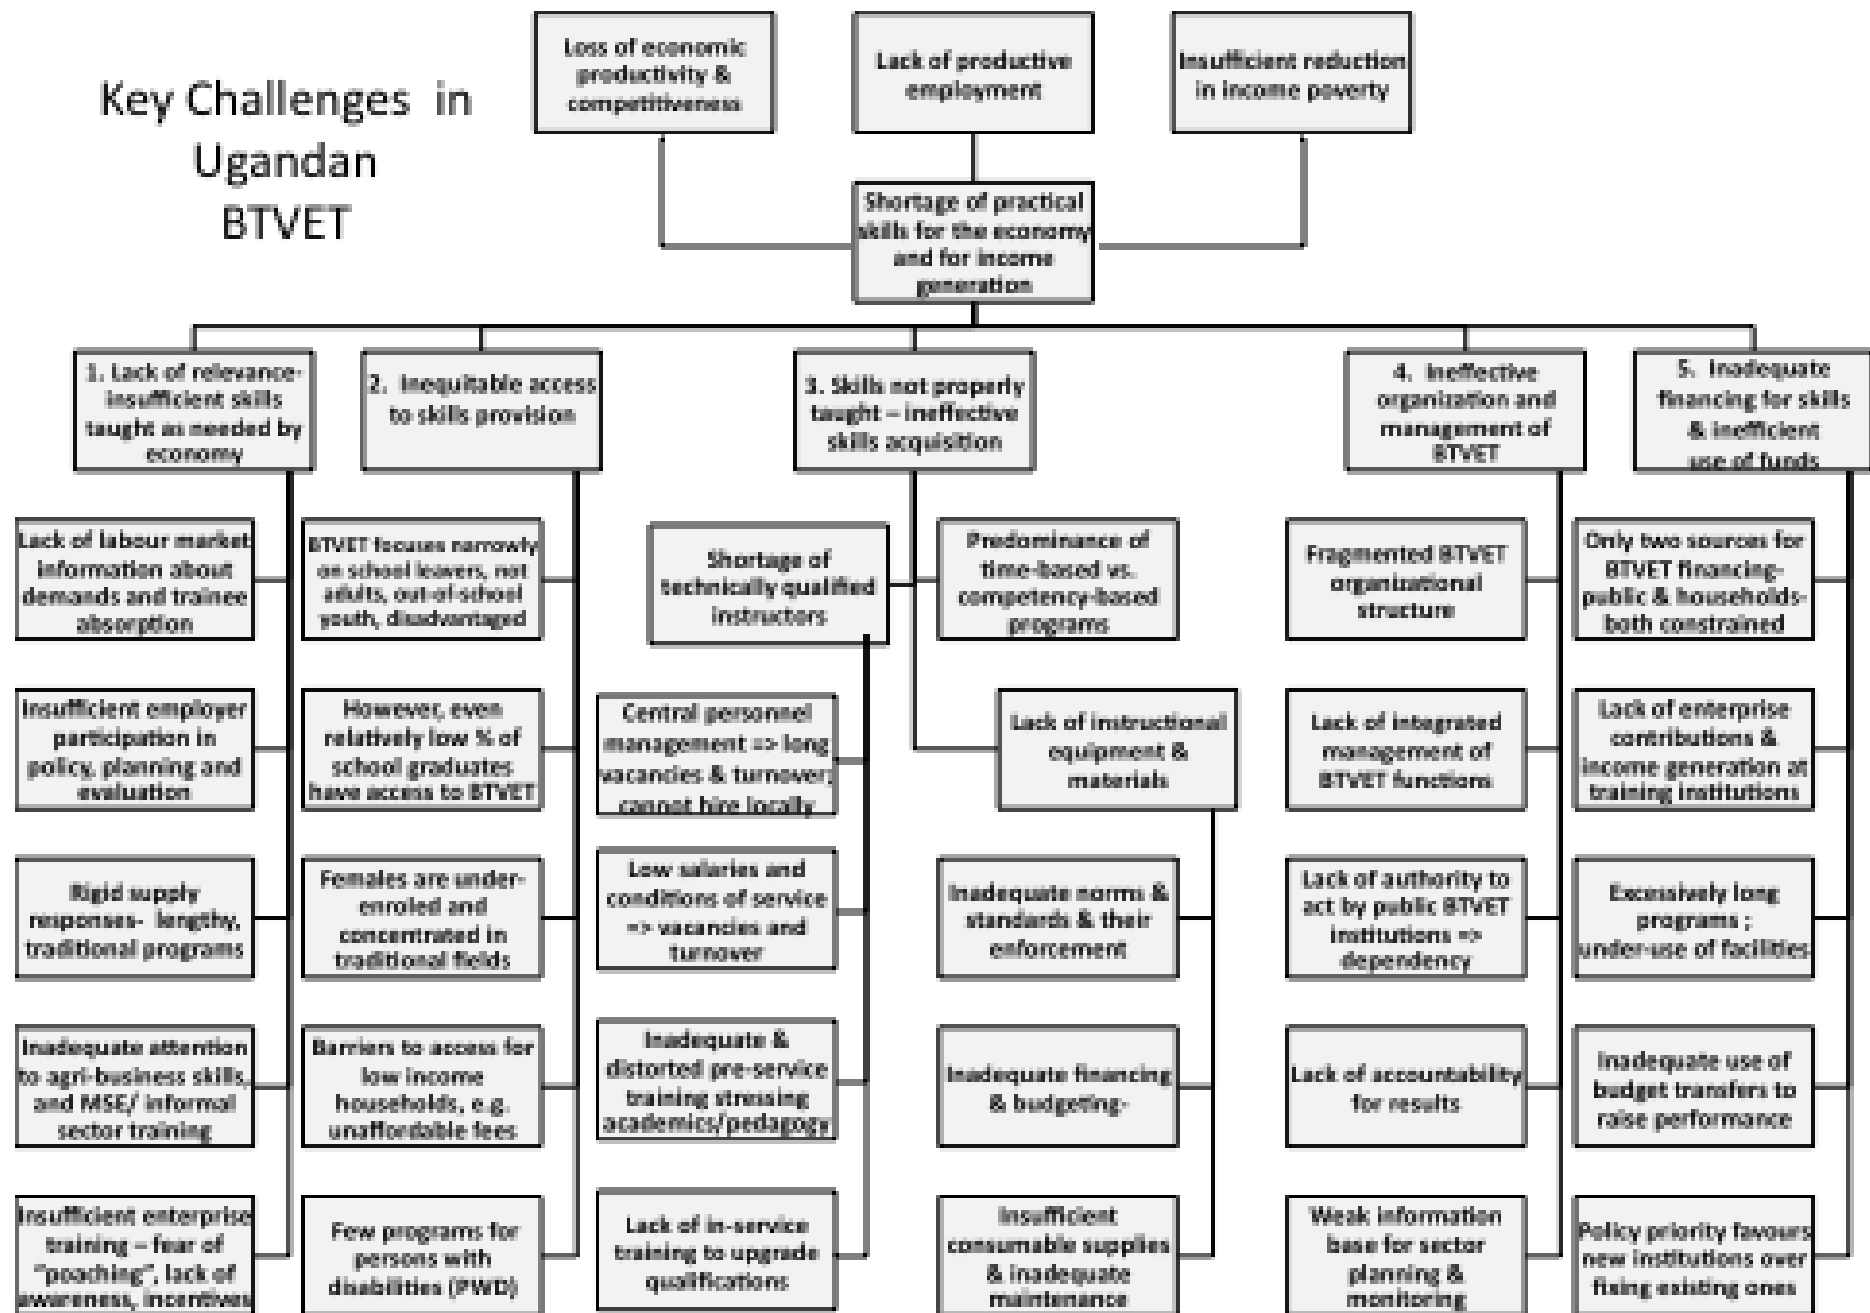 Key Challenges in
Ugandan
BTVET
Loss of economic
productivity &
competitiveness
Lack of productive
employment
Insufficient reduction
in income poverty
Shortage of practical
skills for the economy
and for income
generation
1. Lack of relevance-
insufficient skills
taught as needed by
economy
2. Inequitable access
to skills provision
3. Skills not properly
taught – ineffective
skills acquisition
4. Ineffective
organization and
management of
BTVET
5. Inadequate
financing for skills
& inefficient
use of funds
Lack of labour market
information about
demands and trainee
absorption
Insufficient employer
participation in
policy, planning and
evaluation
Rigid supply
responses- lengthy,
traditional programs
Inadequate attention
to agri-business skills,
and MSE/ informal
sector training
Insufficient enterprise
training – fear of
"poaching", lack of
awareness, incentives
BTVET focuses narrowly
on school leavers, not
adults, out-of-school
youth, disadvantaged
However, even
relatively low % of
school graduates
have access to BTVET
Females are under-
enroled and
concentrated in
traditional fields
Barriers to access for
low income
households, e.g.
unaffordable fees
Few programs for
persons with
disabilities (PWD)
Shortage of
technically qualified
instructors
Central personnel
management => long
vacancies & turnover;
cannot hire locally
Low salaries and
conditions of service
=> vacancies and
turnover
Inadequate &
distorted pre-service
training stressing
academics/pedagogy
Lack of in-service
training to upgrade
qualifications
Predominance of
time-based vs.
competency-based
programs
Lack of instructional
equipment &
materials
Inadequate norms &
standards & their
enforcement
Inadequate financing
& budgeting-
Insufficient
consumable supplies
& inadequate
maintenance
Fragmented BTVET
organizational
structure
Lack of integrated
management of
BTVET functions
Lack of authority to
act by public BTVET
institutions =>
dependency
Lack of accountability
for results
Weak information
base for sector
planning &
monitoring
Only two sources for
BTVET financing-
public & households-
both constrained
Lack of enterprise
contributions &
income generation at
training institutions
Excessively long
programs ;
under-use of facilities
Inadequate use of
budget transfers to
raise performance
Policy priority favours
new institutions over
fixing existing ones